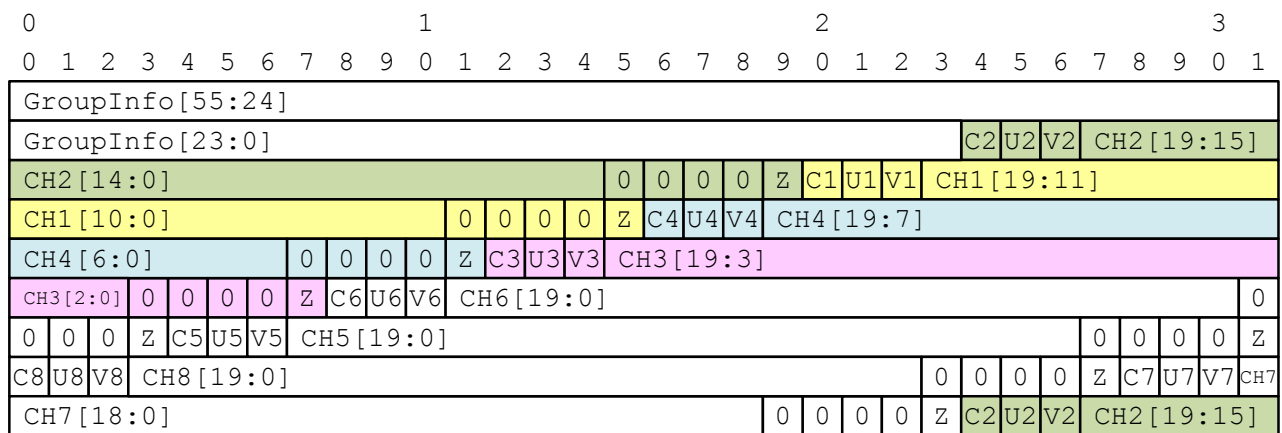 0 1 2 3
0 1 2 3 4 5 6 7 8 9 0 1 2 3 4 5 6 7 8 9 0 1 2 3 4 5 6 7 8 9 0 1
GroupInfo[55:24]
GroupInfo[23:0] C2 U2 V2 CH2[19:15]
CH2[14:0] 0 0 0 0 Z C1 U1 V1 CH1[19:11]
CH1[10:0] 0 0 0 0 Z C4 U4 V4 CH4[19:7]
CH4[6:0] 0 0 0 0 Z C3 U3 V3 CH3[19:3]
CH3[2:0] 0 0 0 0 Z C6 U6 V6 CH6[19:0] 0
0 0 0 Z C5 U5 V5 CH5[19:0] 0 0 0 0 Z
C8 U8 V8 CH8[19:0] 0 0 0 0 Z C7 U7 V7 CH7
CH7[18:0] 0 0 0 0 Z C2 U2 V2 CH2[19:15]